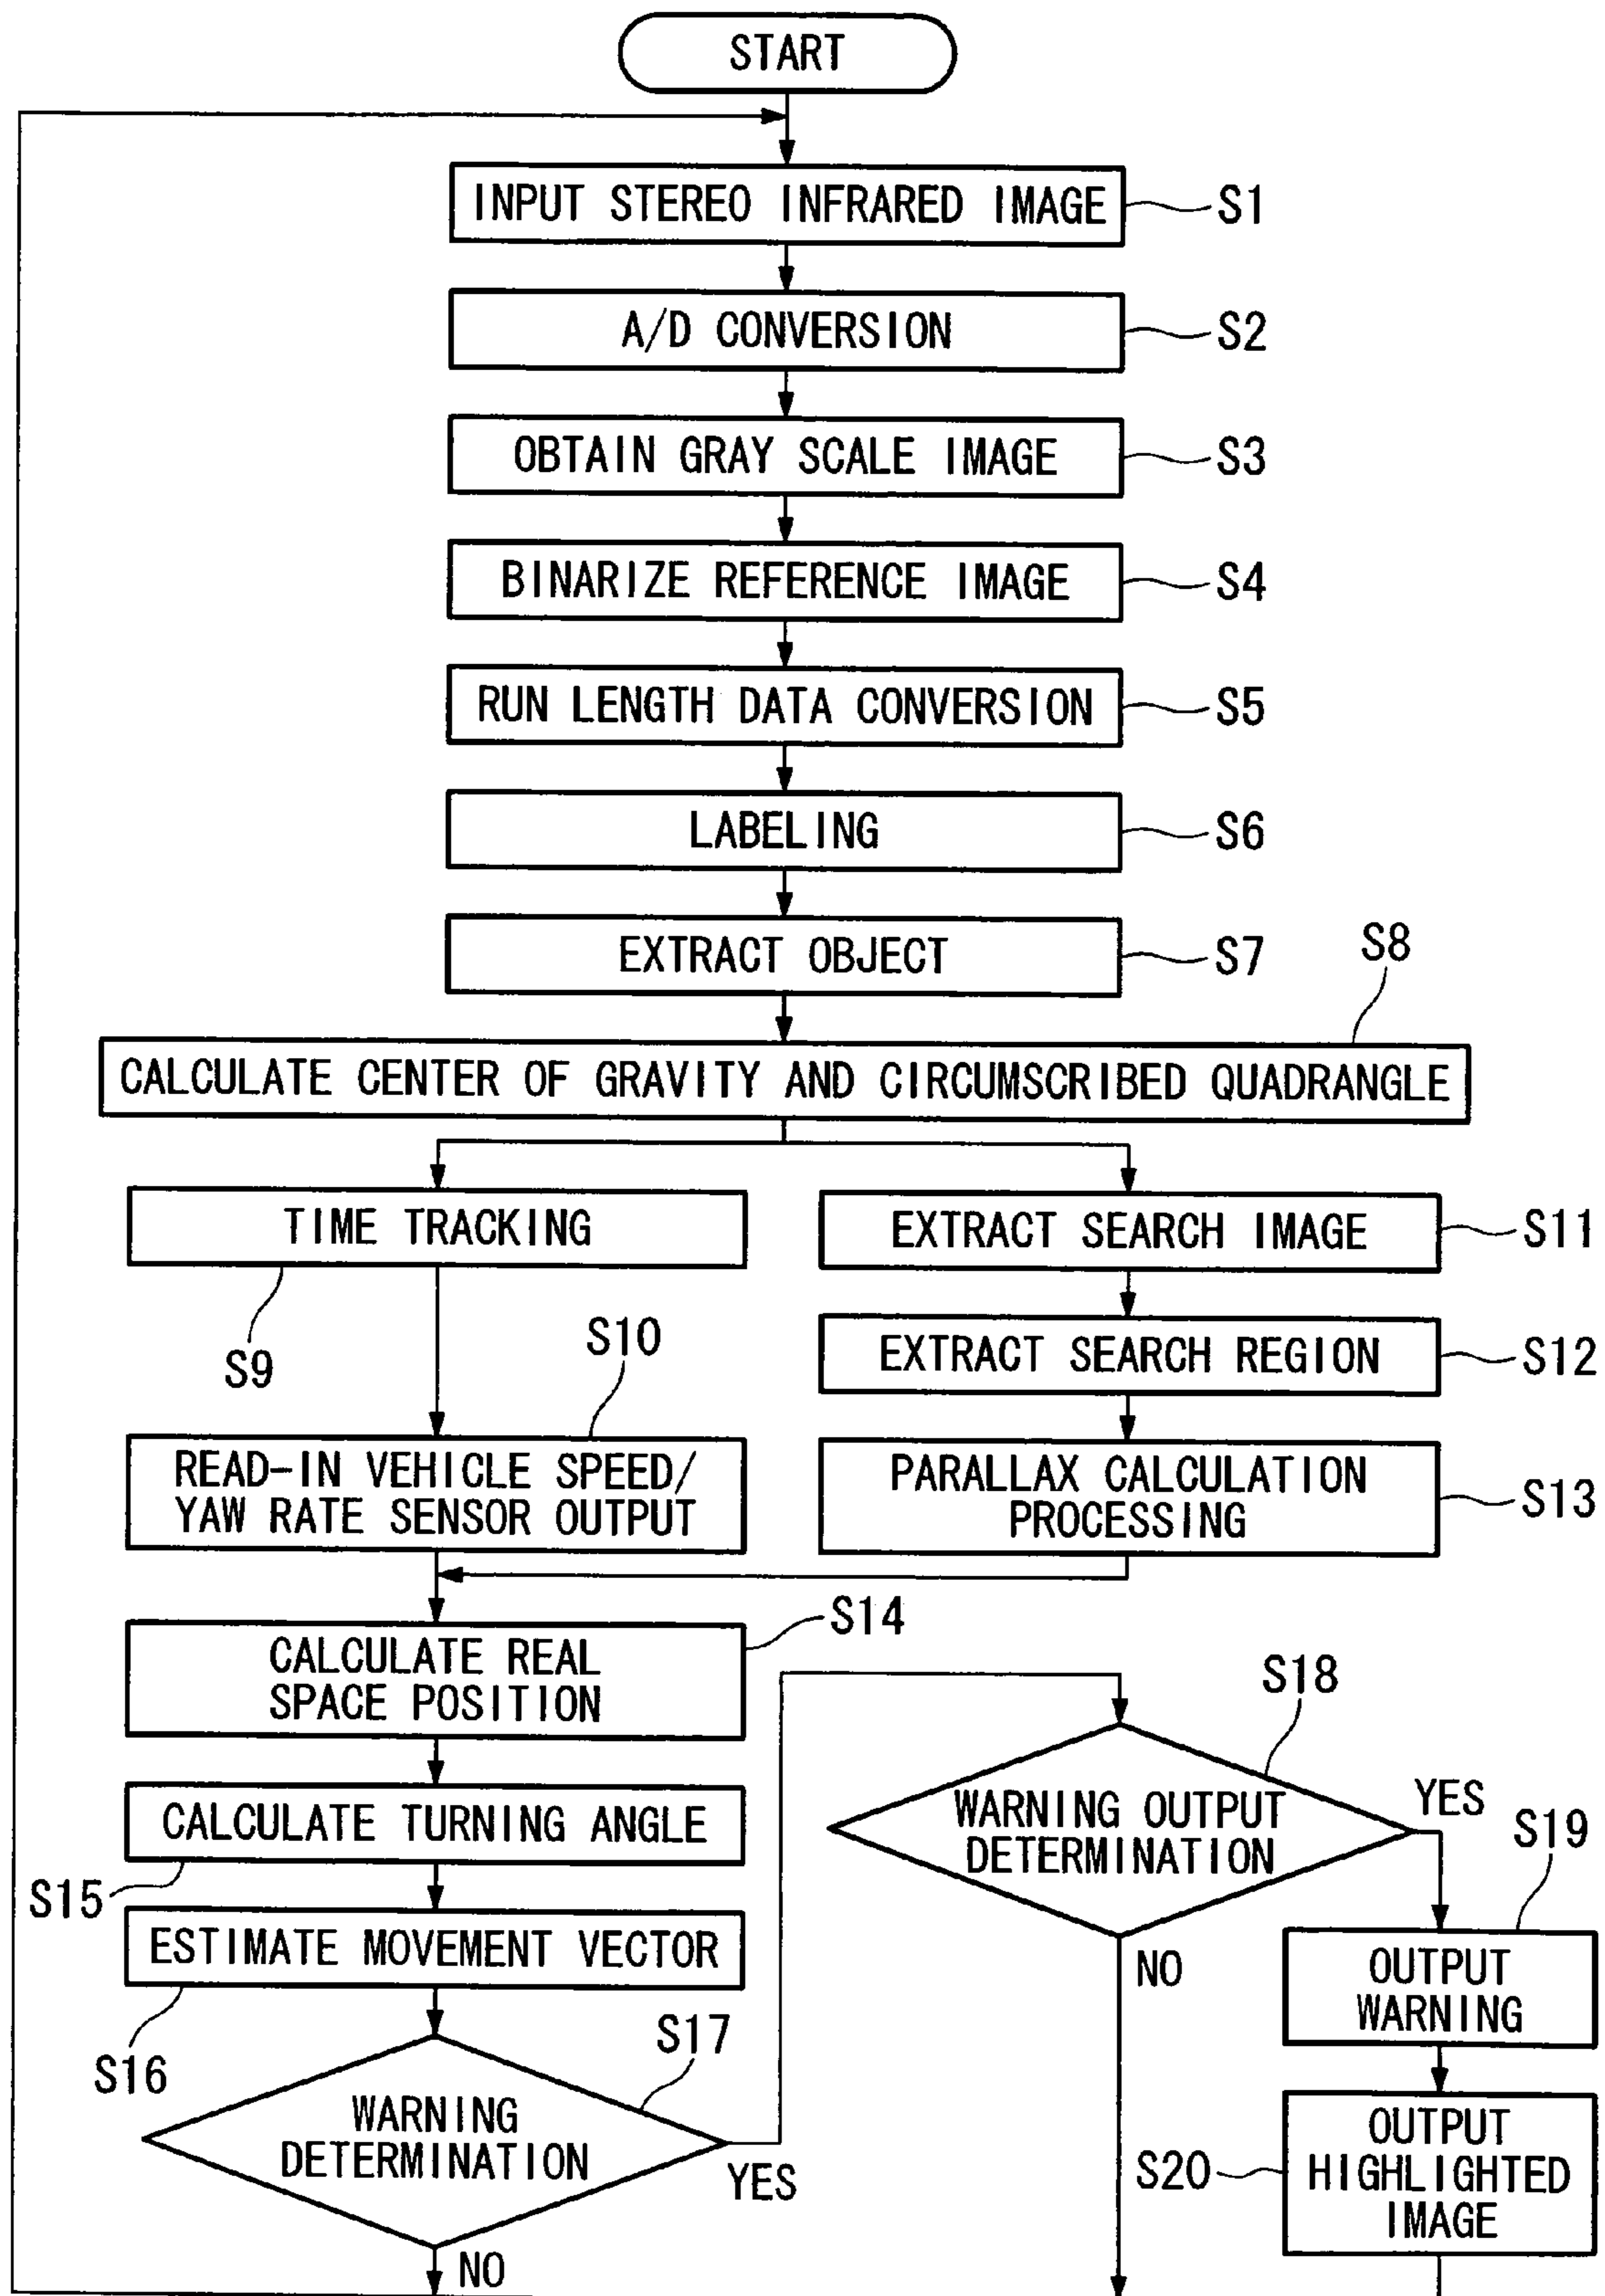 START
INPUT STEREO INFRARED IMAGE
S1
A/D CONVERSION
S2
OBTAIN GRAY SCALE IMAGE
S3
BINARIZE REFERENCE IMAGE
S4
RUN LENGTH DATA CONVERSION
S5
LABELING
S6
EXTRACT OBJECT
S7
S8
CALCULATE CENTER OF GRAVITY AND CIRCUMSCRIBED QUADRANGLE
TIME TRACKING
S9
EXTRACT SEARCH IMAGE
S11
EXTRACT SEARCH REGION
S12
S10
READ-IN VEHICLE SPEED/
YAW RATE SENSOR OUTPUT
PARALLAX CALCULATION
PROCESSING
S13
S14
CALCULATE REAL
SPACE POSITION
CALCULATE TURNING ANGLE
S15
ESTIMATE MOVEMENT VECTOR
S16
S17
WARNING
DETERMINATION
YES
NO
S18
WARNING OUTPUT
DETERMINATION
YES
NO
S19
OUTPUT
WARNING
S20
OUTPUT
HIGHLIGHTED
IMAGE